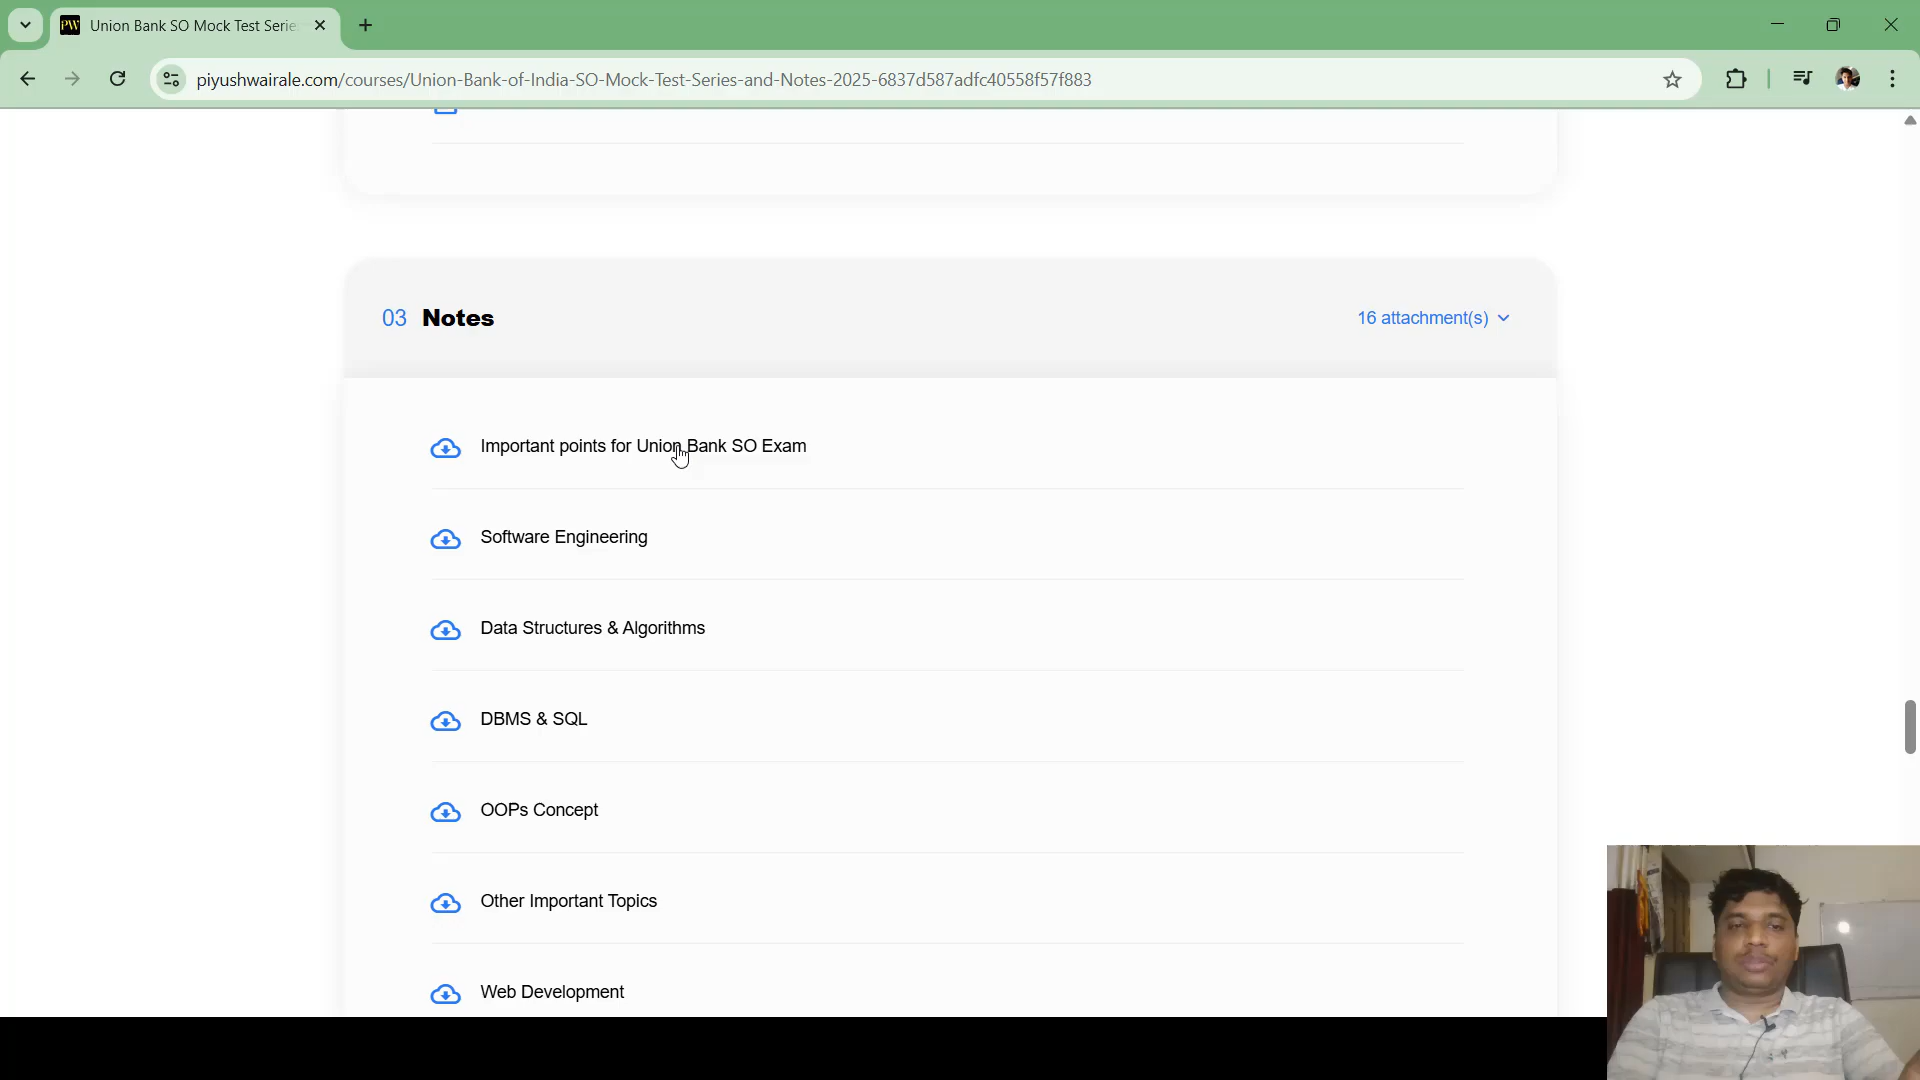 PW
Union Bank SO Mock Test Serie
piyushwairale.com/courses/Union-Bank-of-India-SO-Mock-Test-Series-and-Notes-2025-6837d587adfc40558f57f883
03 Notes
16 attachment(s)
Important points for Union Bank SO Exam
Software Engineering
Data Structures & Algorithms
DBMS & SQL
OOPs Concept
Other Important Topics
Web Development